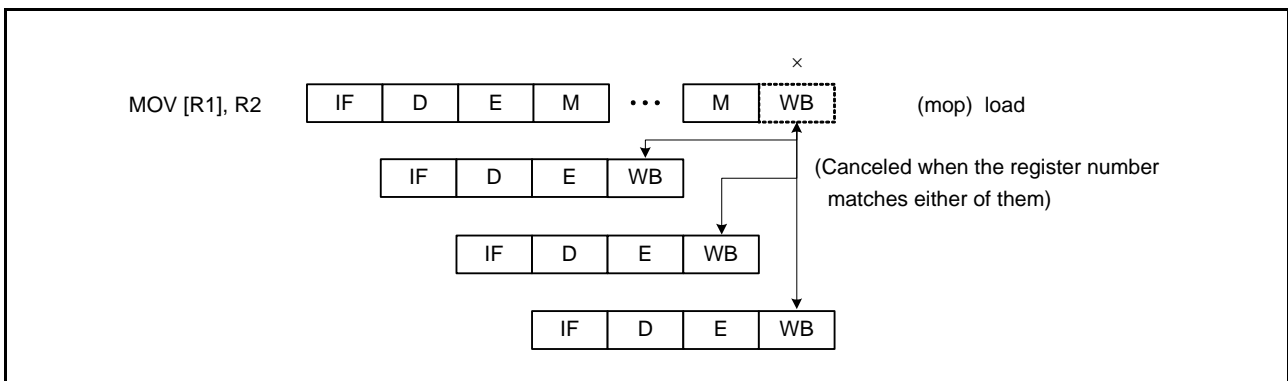 ×
MOV [R1], R2 IF D E M ••• M WB (mop) load
(Canceled when the register number
matches either of them)
IF D E WB
IF D E WB
IF D E WB